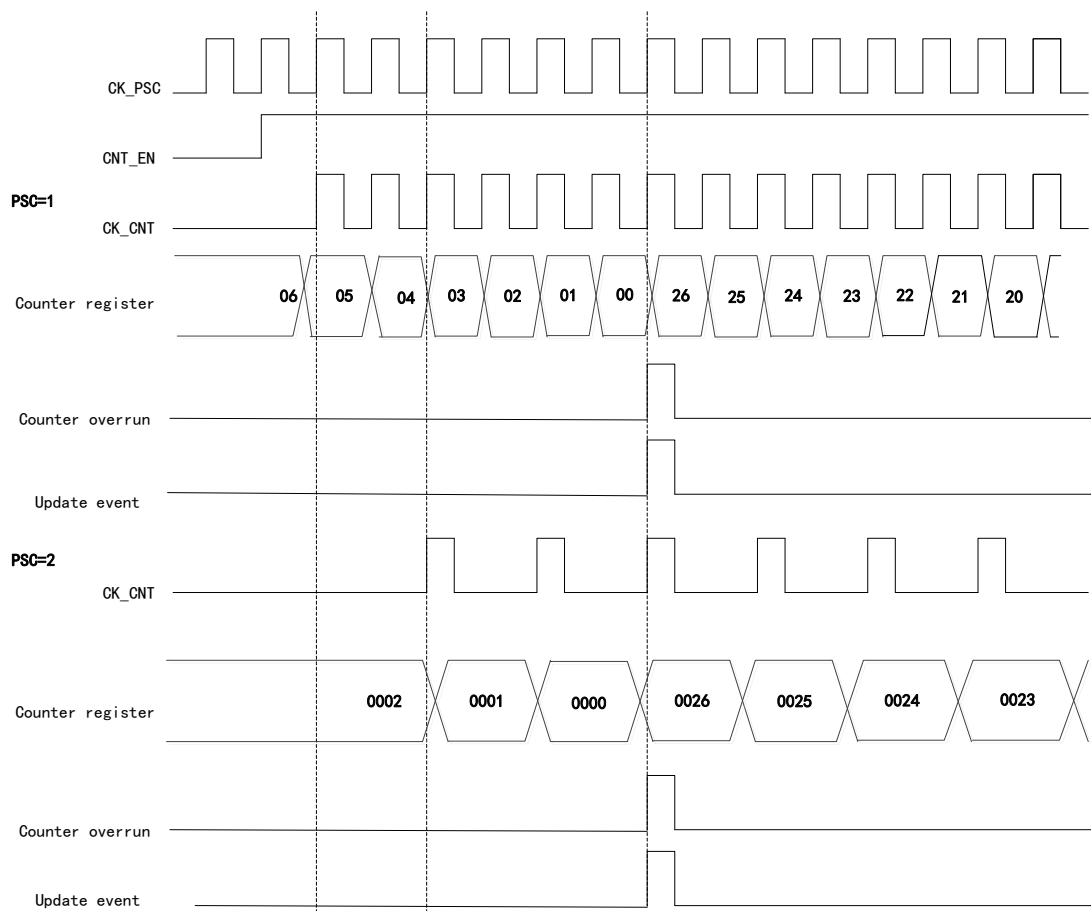 CK_PSC
CNT_EN
PSC=1
CK_CNT
Counter register 06 05 04 03 02 01 00 26 25 24 23 22 21 20
Counter overrun
Update event
PSC=2
CK_CNT
Counter register 0002 0001 0000 0026 0025 0024 0023
Counter overrun
Update event